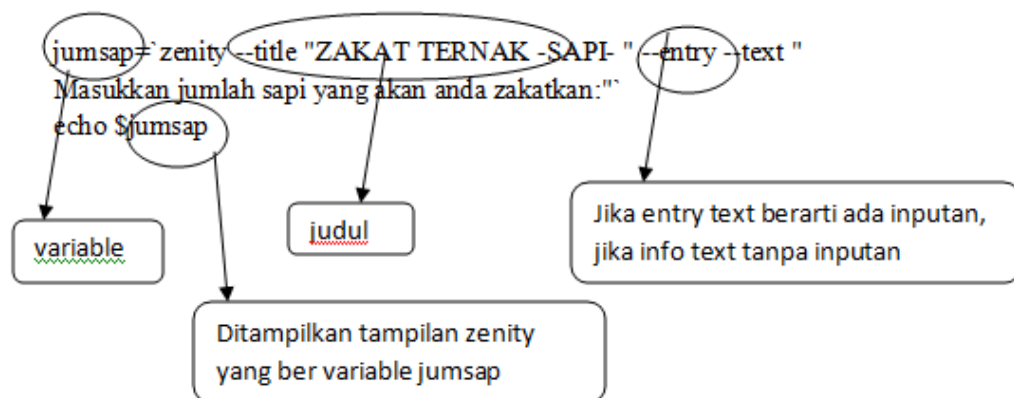 jumsap=`zenity --title "ZAKAT TERNAK -SAPI- " --entry --text "
Masukkan jumlah sapi yang akan anda zakatkan:"`
echo $jumsap
variable
judul
Jika entry text berarti ada inputan,
jika info text tanpa inputan
Ditampilkan tampilan zenity
yang ber variable jumsap